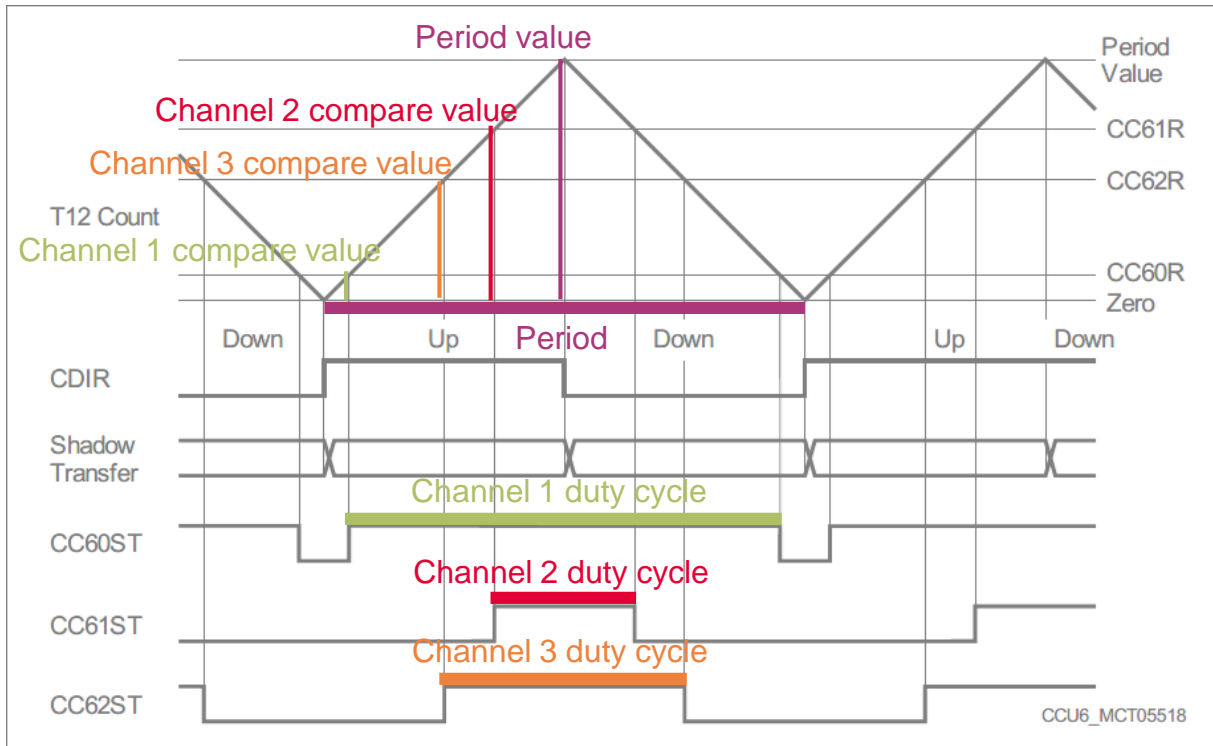 Period value
Period
Value
Channel 2 compare value
CC61R
Channel 3 compare value
CC62R
T12 Count
Channel 1 compare value
CC60R
Zero
Down
Up
Period
Down
Up
Down
CDIR
Shadow
Transfer
Channel 1 duty cycle
CC60ST
Channel 2 duty cycle
CC61ST
Channel 3 duty cycle
CC62ST
CCU6_MCT05518